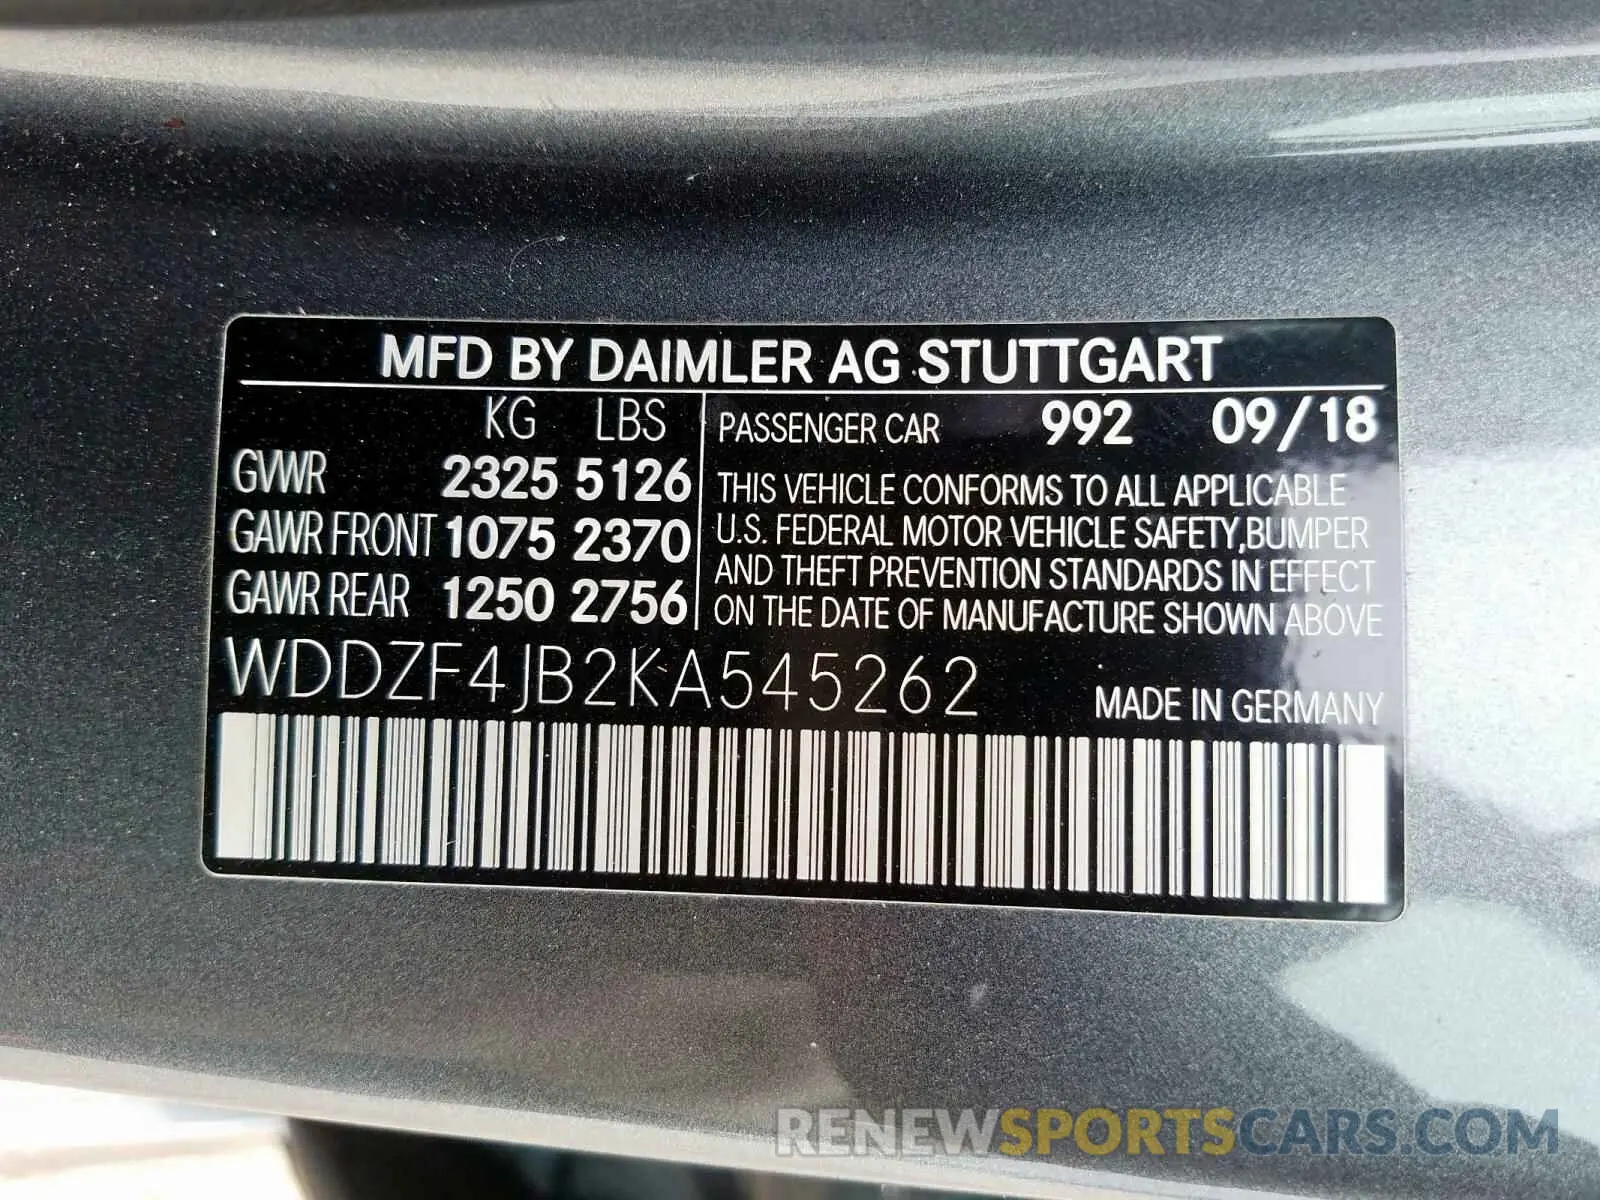 MFD BY DAIMLER AG STUTTGART
KG LBS
GVWR 2325 5126
GAWR FRONT 1075 2370
GAWR REAR 1250 2756
PASSENGER CAR 992 09/18
THIS VEHICLE CONFORMS TO ALL APPLICABLE
U.S. FEDERAL MOTOR VEHICLE SAFETY,BUMPER
AND THEFT PREVENTION STANDARDS IN EFFECT
ON THE DATE OF MANUFACTURE SHOWN ABOVE
WDDZF4JB2KA545262
MADE IN GERMANY
RENEWSPORTSCARS.COM